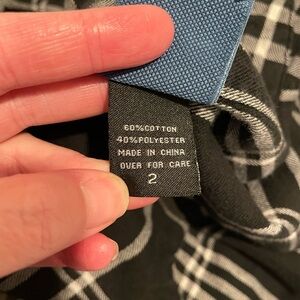 60%COTTON
40%POLYESTER
MADE IN CHINA
OVER FOR CARE
2